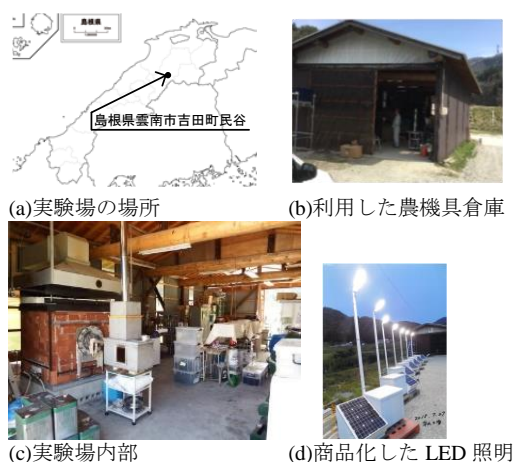 島根県
島根県雲南市吉田町民谷
(a)実験場の場所
(b)利用した農機具倉庫
(c)実験場内部
(d)商品化した LED 照明